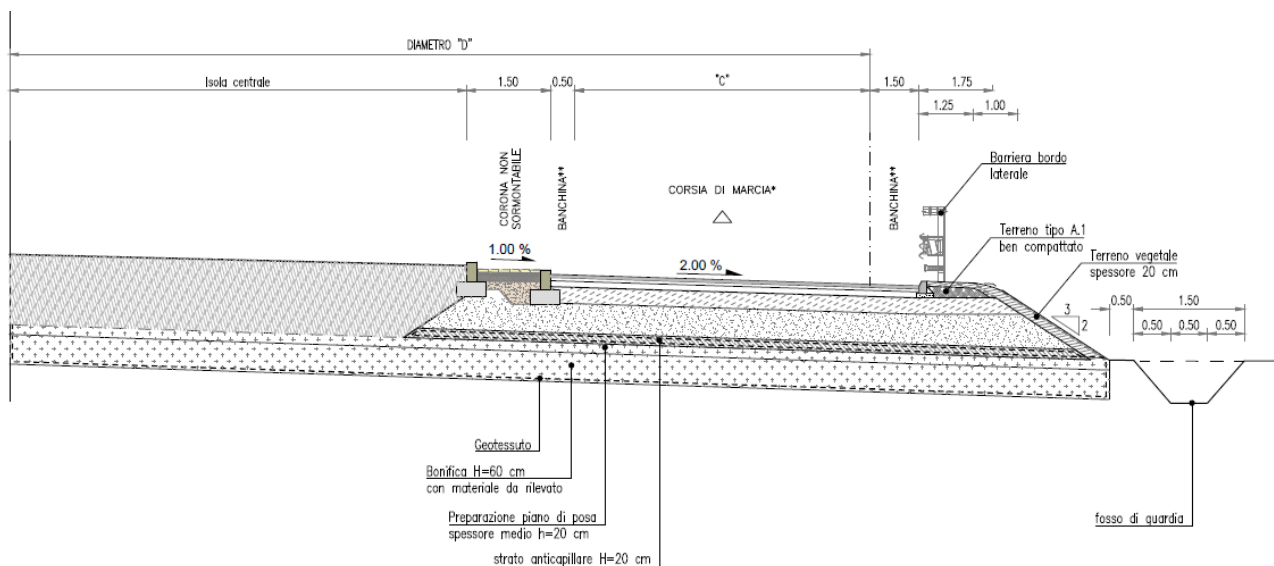 DIAMETRO "D"
Isola centrale
1.50
0.50
"C"
1.50
1.75
1.25
1.00
CORONA NON
SORMONTABILE
BANCHINA**
CORSIA DI MARCIA*
BANCHINA**
Barriera bordo
laterale
Terreno tipo A.1
ben compattato
Terreno vegetale
spessore 20 cm
1.00 %
2.00 %
3
2
0.50
1.50
0.50
0.50
0.50
Geotessuto
Bonifica H=60 cm
con materiale da rilevato
Preparazione piano di posa
spessore medio h=20 cm
strato anticapillare H=20 cm
fosso di guardia